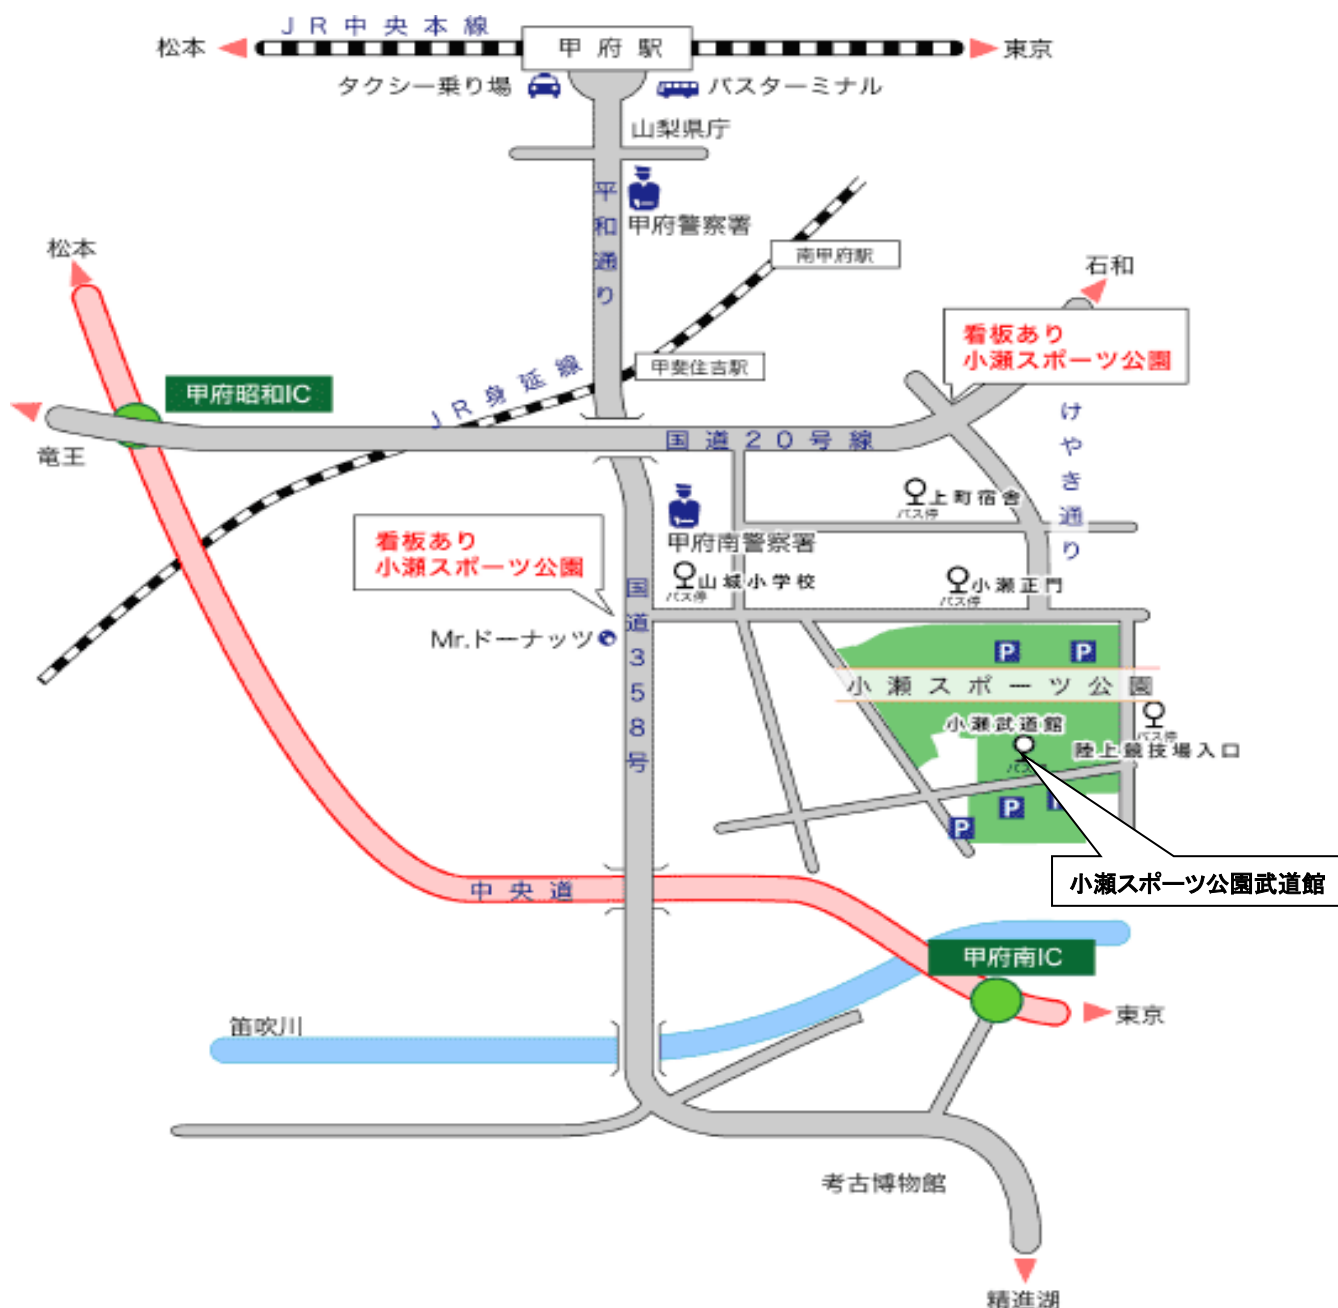 JR中央本線
松本
甲府駅
東京
タクシー乗り場
バスターミナル
山梨県庁
平和通り
甲府警察署
南甲府駅
松本
石和
看板あり
小瀬スポーツ公園
甲斐住吉駅
甲府昭和IC
JR身延線
けやき通り
竜王
国道20号線
上町宿舎
バス停
甲府南警察署
看板あり
小瀬スポーツ公園
山城小学校
バス停
小瀬正門
バス停
国道358号
Mr.ドーナッツ
P
P
小瀬スポーツ公園
小瀬武道館
バス停
バス停
陸上競技場入口
P
P
P
小瀬スポーツ公園武道館
中央道
甲府南IC
東京
笛吹川
考古博物館
精進湖